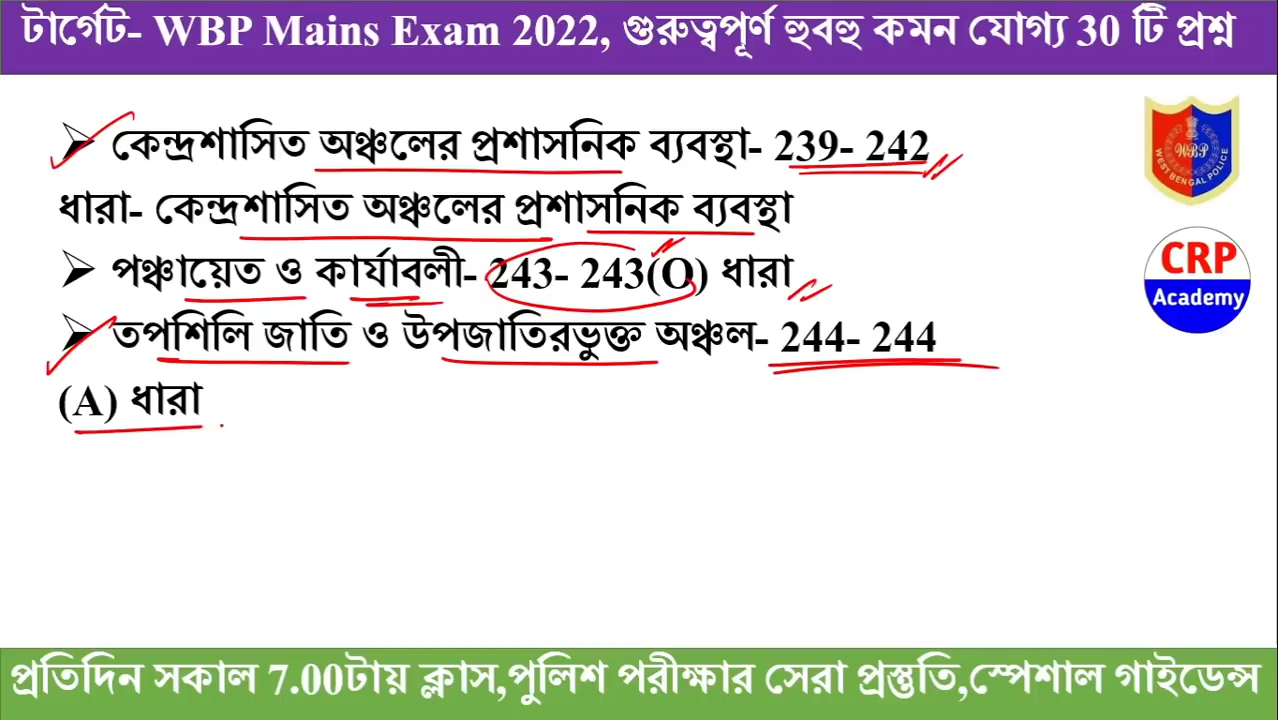 টার্গেট- WBP Mains Exam 2022, গুরুত্বপূর্ণ হুবহু কমন যোগ্য 30 টি প্রশ্ন
➢ কেন্দ্রশাসিত অঞ্চলের প্রশাসনিক ব্যবস্থা- 239- 242
ধারা- কেন্দ্রশাসিত অঞ্চলের প্রশাসনিক ব্যবস্থা
➢ পঞ্চায়েত ও কার্যাবলী- 243- 243(O) ধারা
➢ তপশিলি জাতি ও উপজাতিরভুক্ত অঞ্চল- 244- 244
(A) ধারা
WBP
WEST BENGAL POLICE
CRP
Academy
প্রতিদিন সকাল 7.00টায় ক্লাস,পুলিশ পরীক্ষার সেরা প্রস্তুতি,স্পেশাল গাইডেন্স